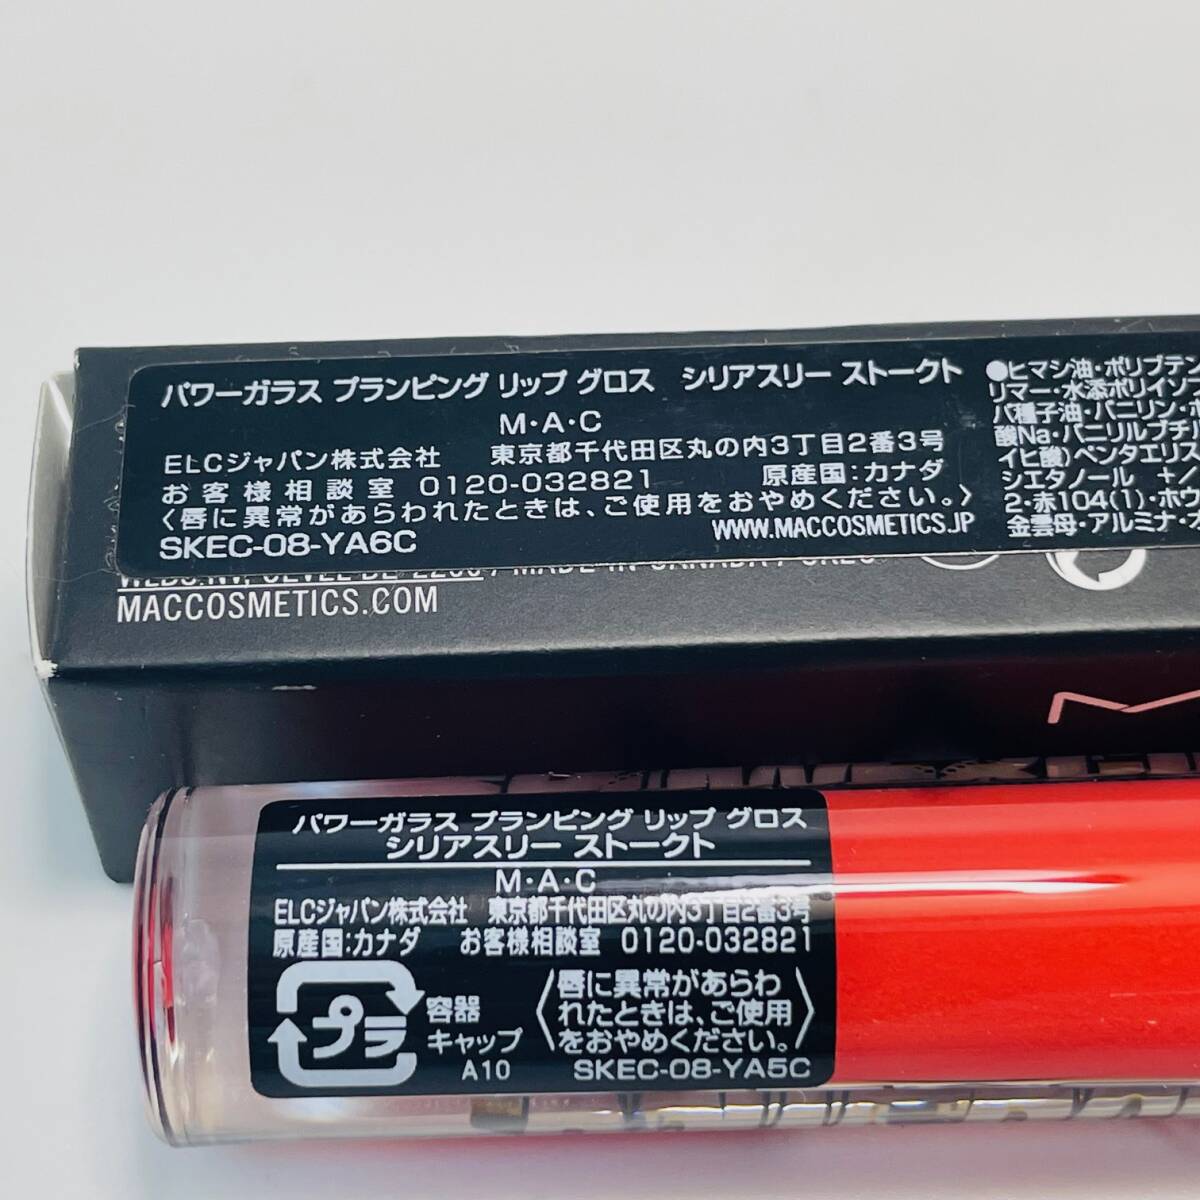 パワーガラス プランピング リップ グロス シリアスリー ストークト
M・A・C
ELCジャパン株式会社 東京都千代田区丸の内3丁目2番3号
お客様相談室 0120-032821 原産国:カナダ
〈唇に異常があらわれたときは、ご使用をおやめください。〉
SKEC-08-YA6C WWW.MACCOSMETICS.JP
●ヒマシ油・ポリブテン
リマー・水添ポリイソブ
バ種子油・バニリン・ポ
酸Na・バニリルブチル
イヒ酸)ペンタエリス
シエタノール +/
2・赤104(1)・ホウ
金雲母・アルミナ・オ
MADE IN CANADA
MACCOSMETICS.COM
パワーガラス プランピング リップ グロス
シリアスリー ストークト
M・A・C
ELCジャパン株式会社 東京都千代田区丸の内3丁目2番3号
原産国:カナダ お客様相談室 0120-032821
プラ
容器
キャップ
A10
〈唇に異常があらわ
れたときは、ご使用
をおやめください。〉
SKEC-08-YA5C